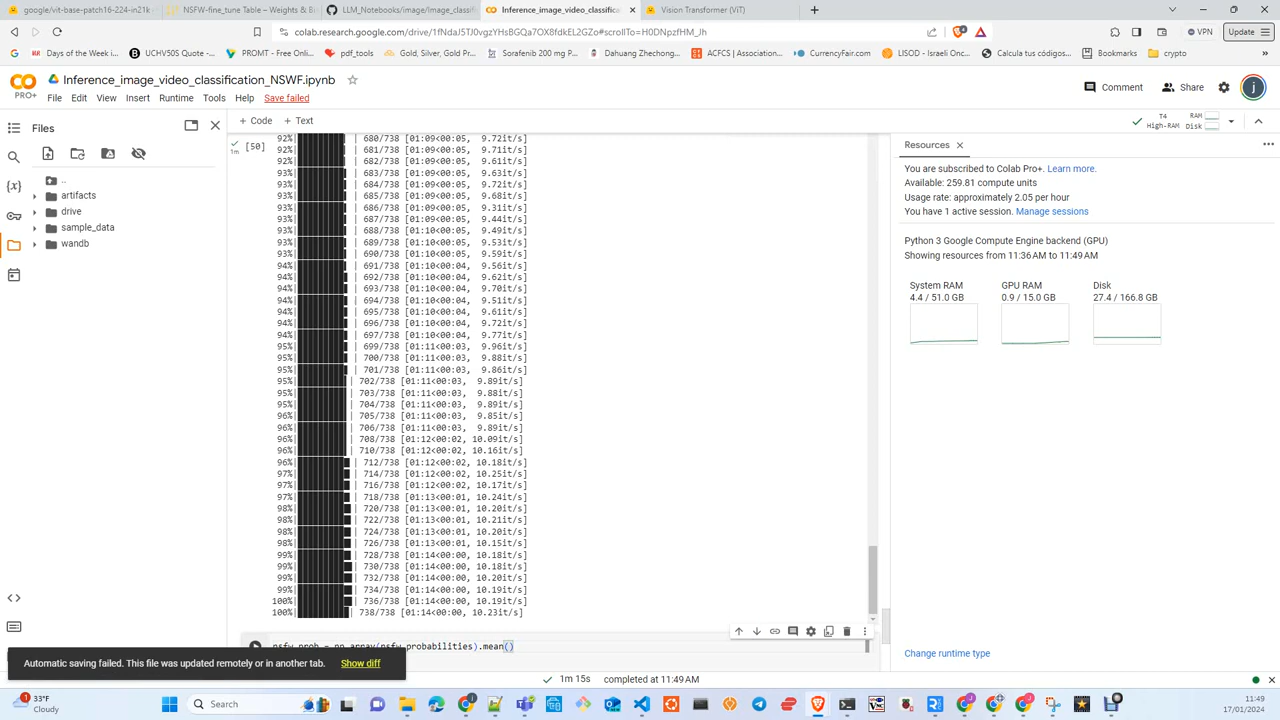 google/vit-base-patch16-224-in21k
NSFW-fine_tune Table – Weights & Bi
LLM_Notebooks/image/Image_classif
Inference_image_video_classifica
Vision Transformer (ViT)
colab.research.google.com/drive/1fNdaJ5TJ0vgzYHsBGQa7OX8fdkEL2GZo#scrollTo=H0DNpzfHM_Jh
VPN
Update
Days of the Week i...
UCHV50S Quote - ...
PROMT - Free Onli...
pdf_tools
Gold, Silver, Gold Pr...
Sorafenib 200 mg P...
Dahuang Zhechong...
ACFCS | Association...
CurrencyFair.com
LISOD - Israeli Onc...
Calcula tus códigos...
Bookmarks
crypto
PRO+
Inference_image_video_classification_NSWF.ipynb
File Edit View Insert Runtime Tools Help Save failed
Comment
Share
j
Files
+ Code + Text
T4
High-RAM
RAM
Disk
..
artifacts
drive
sample_data
wandb
{x}
1m
[50]
92%| | 680/738 [01:09<00:05, 9.72it/s]
92%| | 681/738 [01:09<00:05, 9.71it/s]
92%| | 682/738 [01:09<00:05, 9.61it/s]
93%| | 683/738 [01:09<00:05, 9.63it/s]
93%| | 684/738 [01:09<00:05, 9.72it/s]
93%| | 685/738 [01:09<00:05, 9.68it/s]
93%| | 686/738 [01:09<00:05, 9.31it/s]
93%| | 687/738 [01:09<00:05, 9.44it/s]
93%| | 688/738 [01:10<00:05, 9.49it/s]
93%| | 689/738 [01:10<00:05, 9.53it/s]
93%| | 690/738 [01:10<00:05, 9.59it/s]
94%| | 691/738 [01:10<00:04, 9.56it/s]
94%| | 692/738 [01:10<00:04, 9.62it/s]
94%| | 693/738 [01:10<00:04, 9.70it/s]
94%| | 694/738 [01:10<00:04, 9.51it/s]
94%| | 695/738 [01:10<00:04, 9.61it/s]
94%| | 696/738 [01:10<00:04, 9.72it/s]
94%| | 697/738 [01:10<00:04, 9.77it/s]
95%| | 699/738 [01:11<00:03, 9.96it/s]
95%| | 700/738 [01:11<00:03, 9.88it/s]
95%| | 701/738 [01:11<00:03, 9.86it/s]
95%| | 702/738 [01:11<00:03, 9.89it/s]
95%| | 703/738 [01:11<00:03, 9.88it/s]
95%| | 704/738 [01:11<00:03, 9.89it/s]
96%| | 705/738 [01:11<00:03, 9.85it/s]
96%| | 706/738 [01:11<00:03, 9.89it/s]
96%| | 708/738 [01:12<00:02, 10.09it/s]
96%| | 710/738 [01:12<00:02, 10.16it/s]
96%| | 712/738 [01:12<00:02, 10.18it/s]
97%| | 714/738 [01:12<00:02, 10.25it/s]
97%| | 716/738 [01:12<00:02, 10.17it/s]
97%| | 718/738 [01:13<00:01, 10.24it/s]
98%| | 720/738 [01:13<00:01, 10.20it/s]
98%| | 722/738 [01:13<00:01, 10.21it/s]
98%| | 724/738 [01:13<00:01, 10.20it/s]
98%| | 726/738 [01:13<00:01, 10.15it/s]
99%| | 728/738 [01:14<00:00, 10.18it/s]
99%| | 730/738 [01:14<00:00, 10.18it/s]
99%| | 732/738 [01:14<00:00, 10.20it/s]
99%| | 734/738 [01:14<00:00, 10.19it/s]
100%| | 736/738 [01:14<00:00, 10.19it/s]
100%| | 738/738 [01:14<00:00, 10.23it/s]
nsfw_prob = np.array(nsfw_probabilities).mean()
Resources
You are subscribed to Colab Pro+. Learn more.
Available: 259.81 compute units
Usage rate: approximately 2.05 per hour
You have 1 active session. Manage sessions
Python 3 Google Compute Engine backend (GPU)
Showing resources from 11:36 AM to 11:49 AM
System RAM
4.4 / 51.0 GB
GPU RAM
0.9 / 15.0 GB
Disk
27.4 / 166.8 GB
Change runtime type
Automatic saving failed. This file was updated remotely or in another tab. Show diff
1m 15s completed at 11:49 AM
1
33°F
Cloudy
Search
11:49
17/01/2024